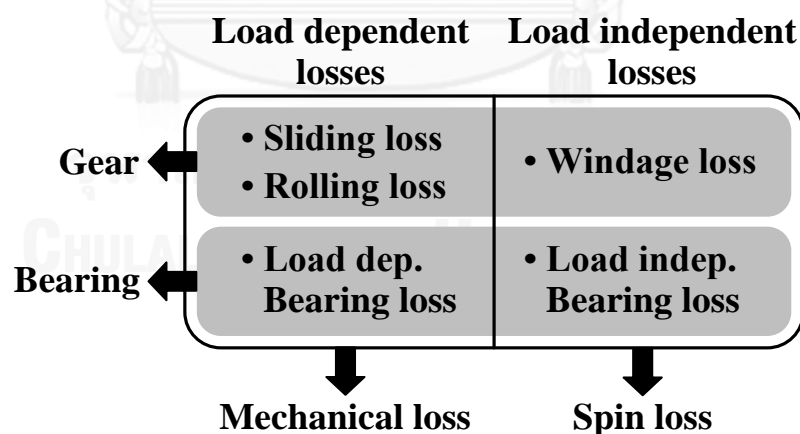 Load dependent
losses
Load independent
losses
Gear
• Sliding loss
• Rolling loss
• Windage loss
Bearing
• Load dep.
Bearing loss
• Load indep.
Bearing loss
Mechanical loss
Spin loss